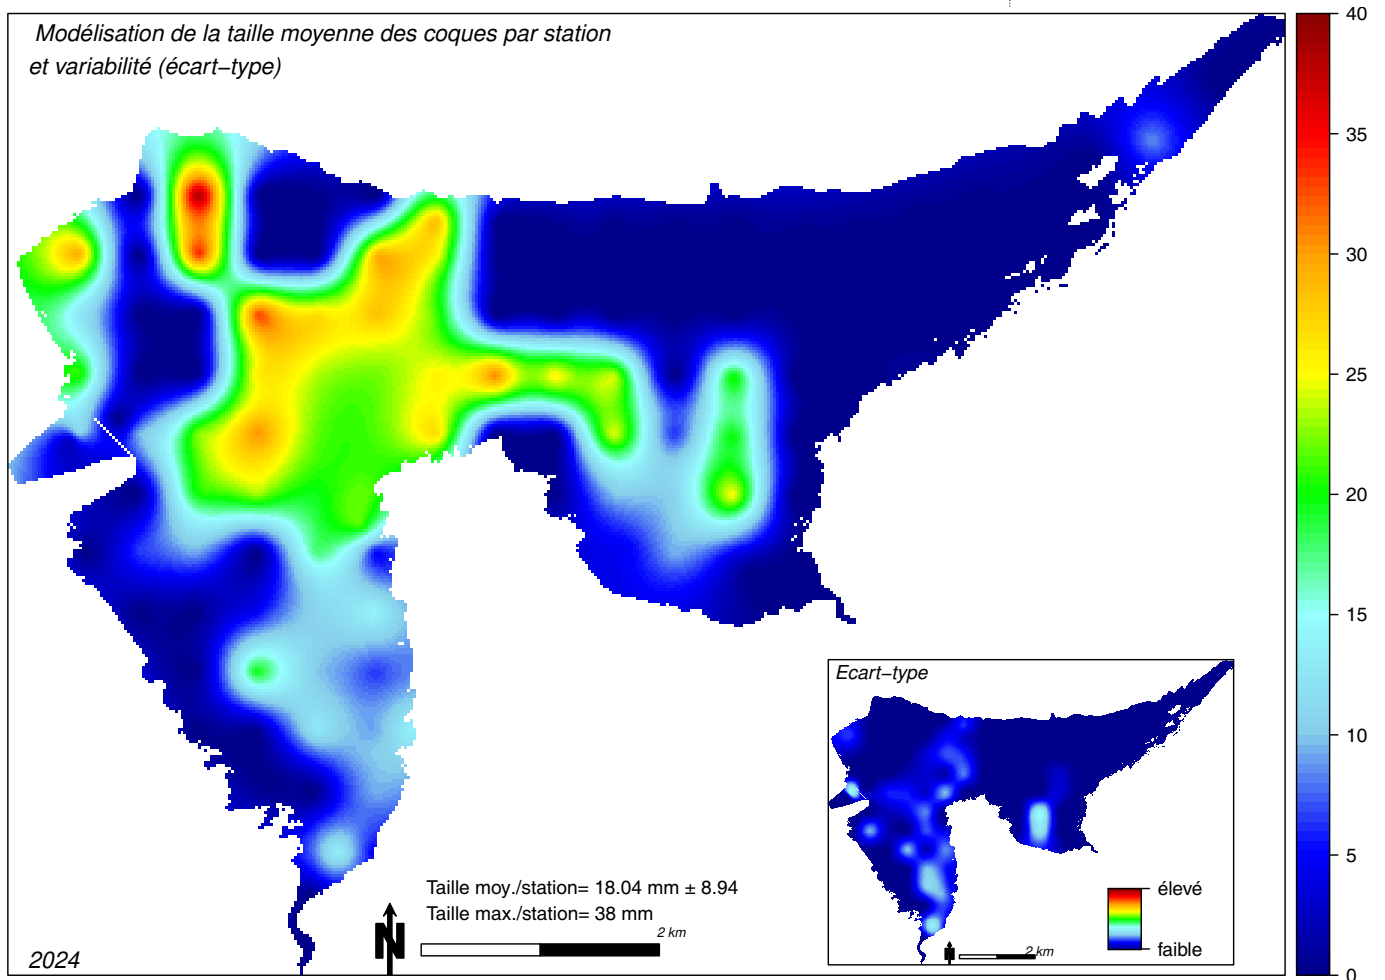 Modélisation de la taille moyenne des coques par station
et variabilité (écart−type)
40
35
30
25
20
15
10
5
0
Ecart−type
élevé
faible
2 km
Taille moy./station= 18.04 mm ± 8.94
Taille max./station= 38 mm
N
2 km
2024